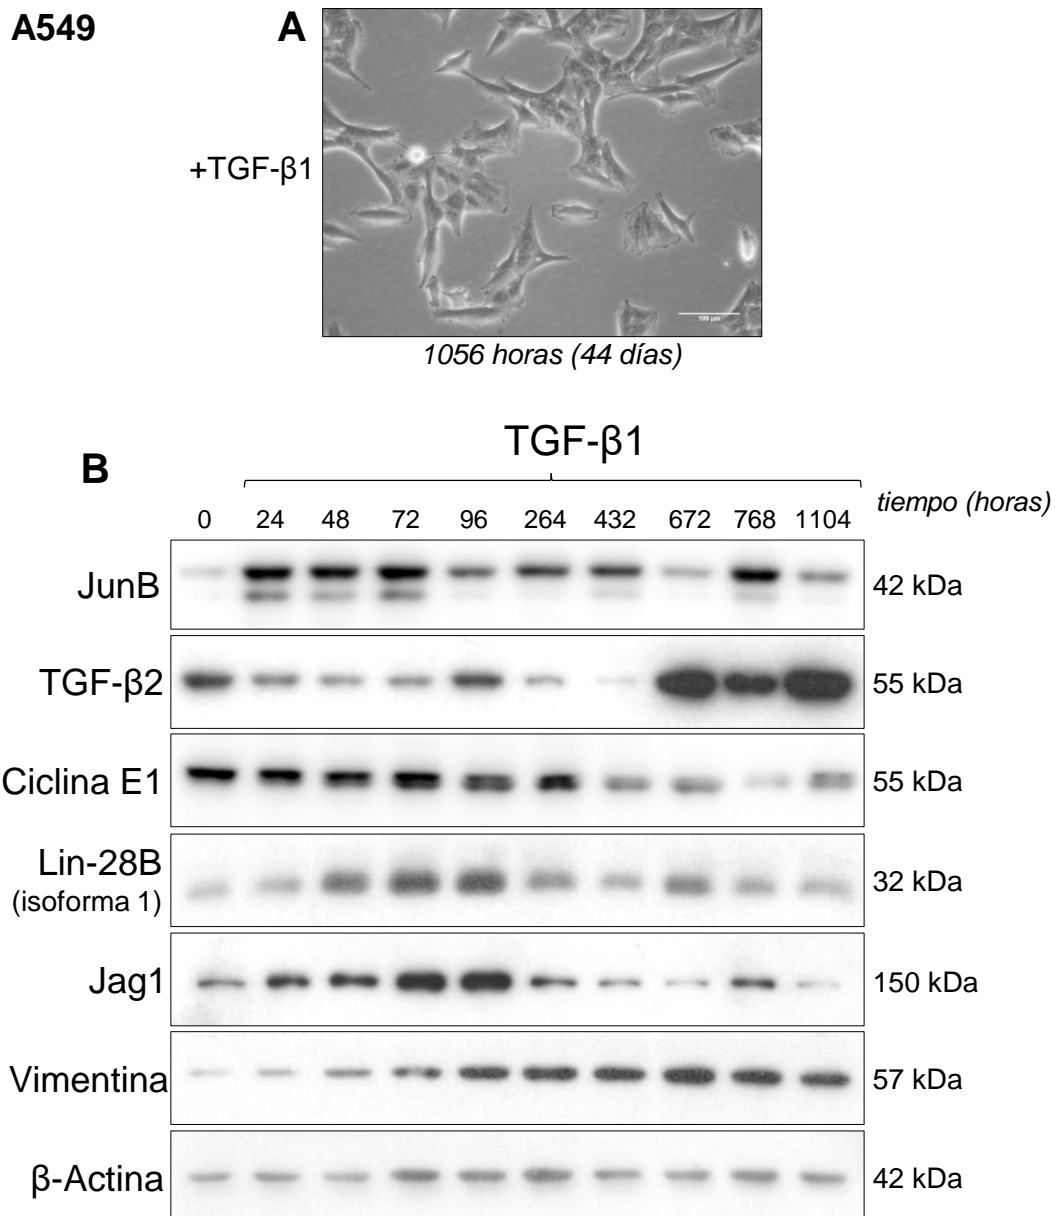 A549
A
+TGF-β1
100 µm
1056 horas (44 días)
B
TGF-β1
tiempo (horas)
0 24 48 72 96 264 432 672 768 1104
JunB 42 kDa
TGF-β2 55 kDa
Ciclina E1 55 kDa
Lin-28B
(isoforma 1)
32 kDa
Jag1 150 kDa
Vimentina 57 kDa
β-Actina 42 kDa